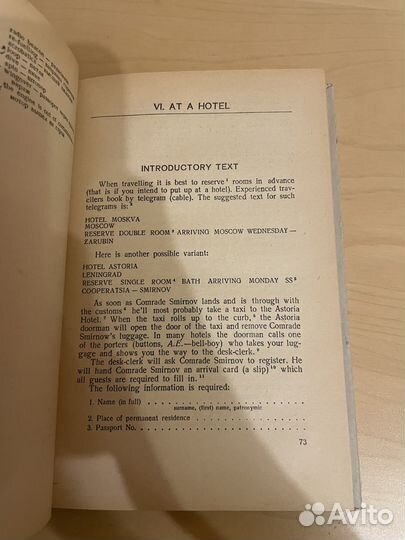 радио beacon — радиомаяк
VI. AT A HOTEL
INTRODUCTORY TEXT
When travelling it is best to reserve¹ rooms in advance
(that is if you intend to put up at a hotel). Experienced trav-
ellers book by telegram (cable). The suggested text for such
telegrams is:²
HOTEL MOSKVA
MOSCOW
RESERVE DOUBLE ROOM³ ARRIVING MOSCOW WEDNESDAY —
ZARUBIN
Here is another possible variant:
HOTEL ASTORIA
LENINGRAD
RESERVE SINGLE ROOM⁴ BATH ARRIVING MONDAY SS⁵
COOPERATSIA — SMIRNOV
As soon as Comrade Smirnov lands and is through with
the customs⁶ he'll most probably take a taxi to the Astoria
Hotel.⁷ When the taxi rolls up to the curb,⁸ the Astoria
doorman will open the door of the taxi and remove Comrade
Smirnov's luggage. In many hotels the doorman calls one
of the porters (buttons, A.E.—bell-boy) who takes your lug-
gage and shows you the way to the desk-clerk.⁹
The desk-clerk will ask Comrade Smirnov to register. He
will hand Comrade Smirnov an arrival card (a slip)¹⁰ which
all guests are required to fill in.¹¹
The following information is required:
1. Name (in full)
surname, (first) name, patronymic
2. Place of permanent residence
3. Passport No.
73
Avito